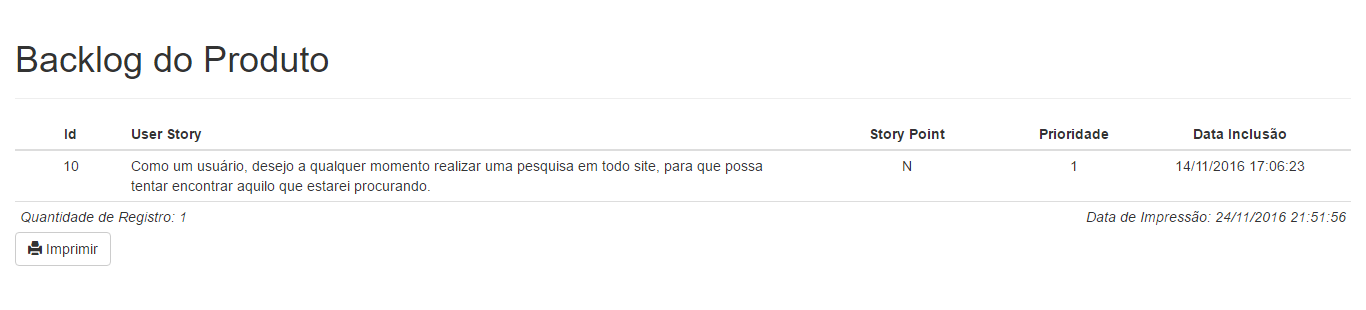 Backlog do Produto
Id User Story Story Point Prioridade Data Inclusão
10 Como um usuário, desejo a qualquer momento realizar uma pesquisa em todo site, para que possa N 1 14/11/2016 17:06:23
tentar encontrar aquilo que estarei procurando.
Quantidade de Registro: 1 Data de Impressão: 24/11/2016 21:51:56
Imprimir